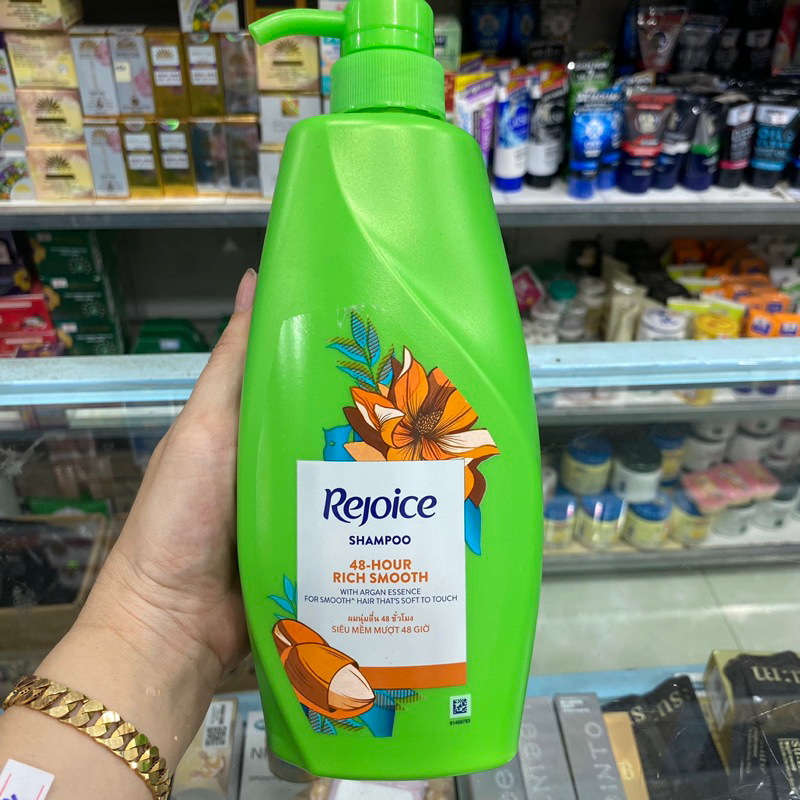 Rejoice
SHAMPOO
48-HOUR
RICH SMOOTH
WITH ARGAN ESSENCE
FOR SMOOTH^ HAIR THAT'S SOFT TO TOUCH
ผมนุ่มลื่น 48 ชั่วโมง
SIÊU MỀM MƯỢT 48 GIỜ
91469763